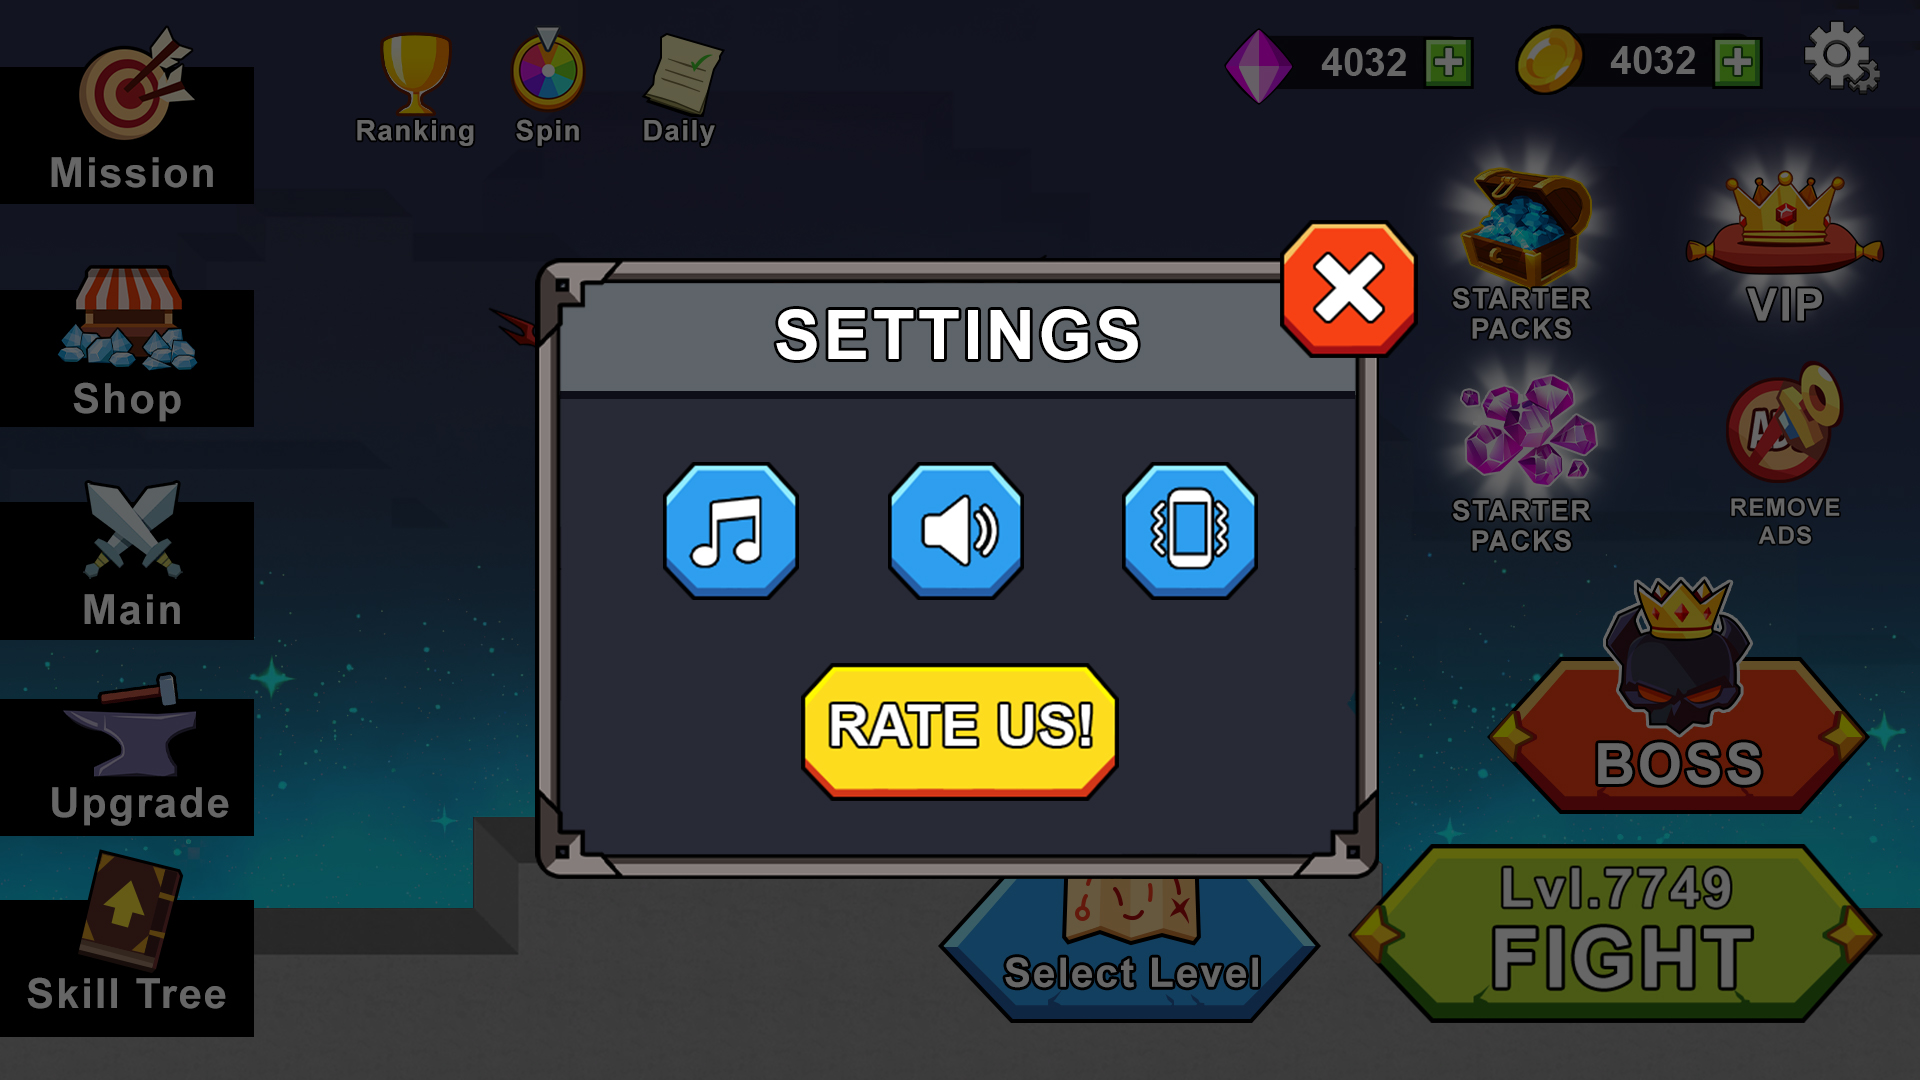 Mission
Ranking
Spin
Daily
4032
4032
Shop
Main
Upgrade
Skill Tree
SETTINGS
RATE US!
STARTER
PACKS
VIP
STARTER
PACKS
REMOVE
ADS
BOSS
Select Level
Lvl.7749
FIGHT